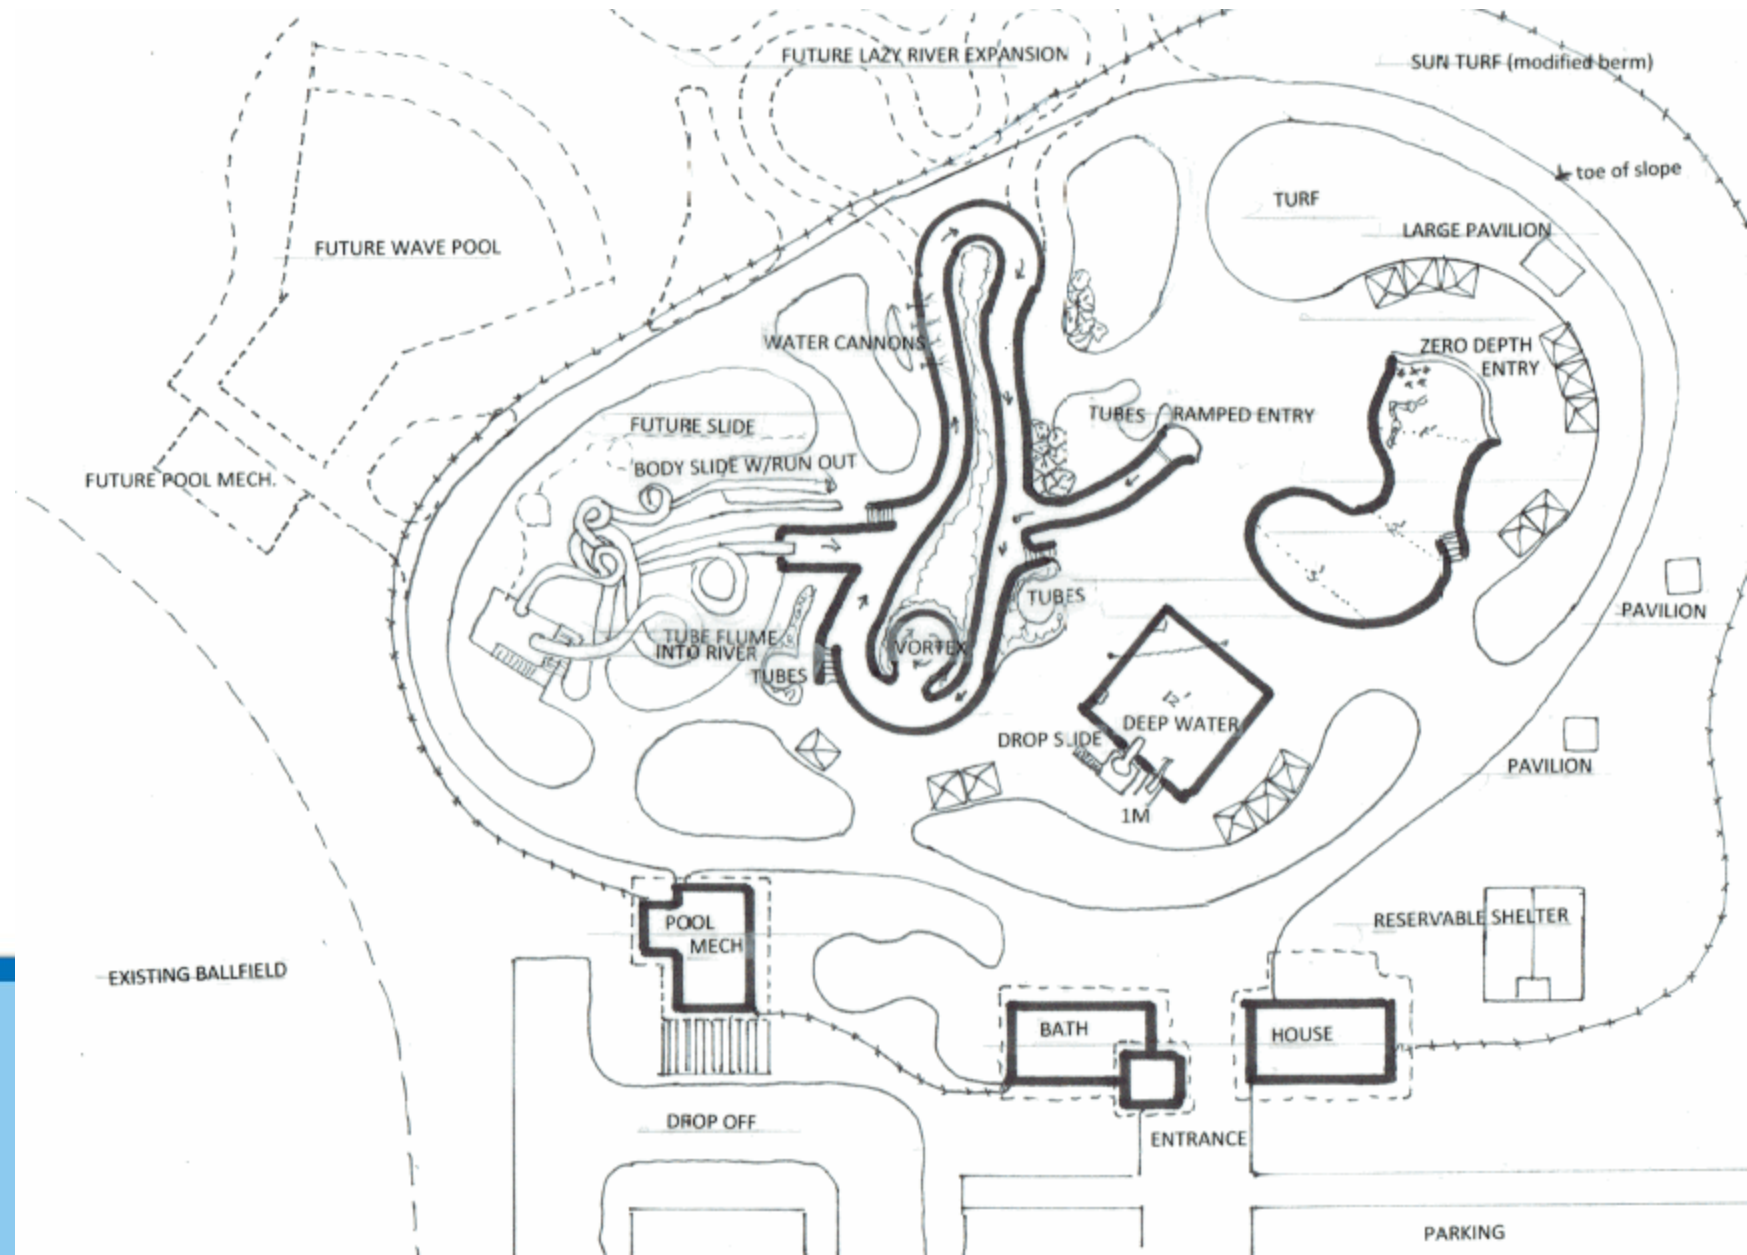 FUTURE LAZY RIVER EXPANSION
SUN TURF (modified berm)
toe of slope
TURF
LARGE PAVILION
FUTURE WAVE POOL
WATER CANNONS
ZERO DEPTH
ENTRY
TUBES
RAMPED ENTRY
FUTURE SLIDE
BODY SLIDE W/RUN OUT
FUTURE POOL MECH.
TUBES
PAVILION
TUBE FLUME
INTO RIVER
VORTEX
TUBES
12'
DEEP WATER
DROP SLIDE
PAVILION
1M
POOL
MECH
RESERVABLE SHELTER
EXISTING BALLFIELD
BATH
HOUSE
DROP OFF
ENTRANCE
PARKING